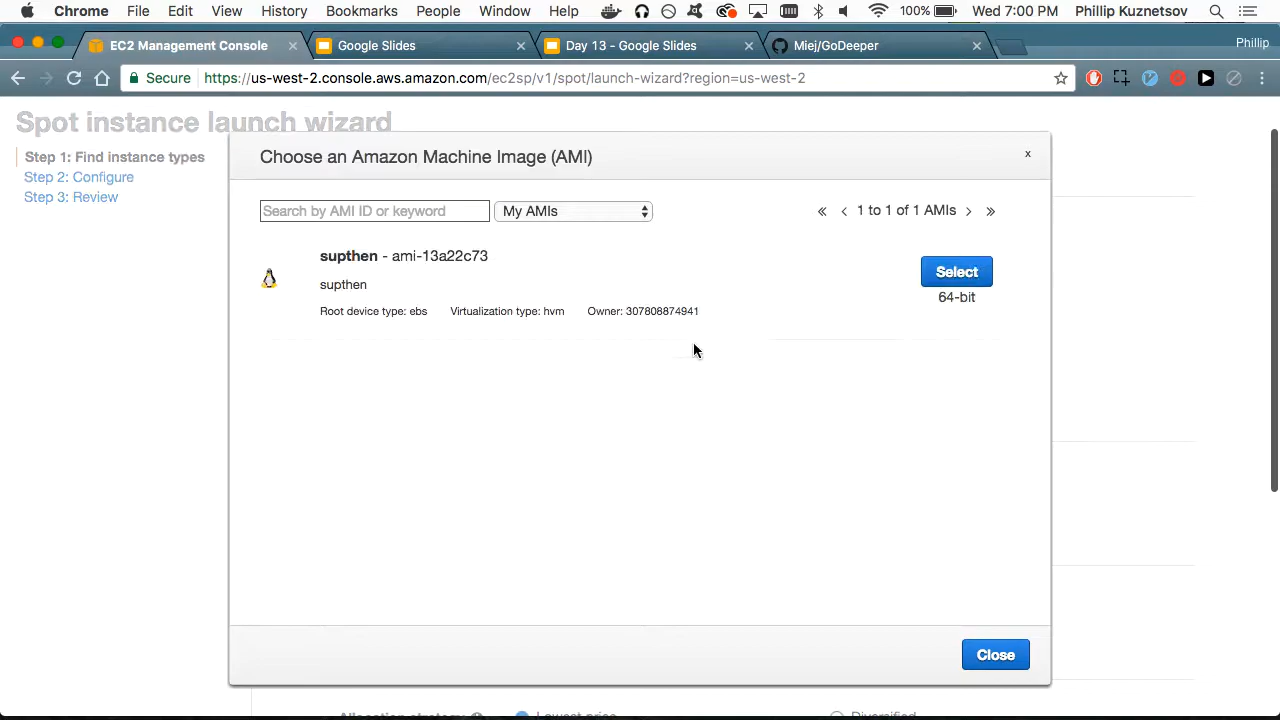 Chrome File Edit View History Bookmarks People Window Help 100% Wed 7:00 PM Phillip Kuznetsov
EC2 Management Console × Google Slides × Day 13 - Google Slides × Miej/GoDeeper × Phillip
Secure https://us-west-2.console.aws.amazon.com/ec2sp/v1/spot/launch-wizard?region=us-west-2
Spot instance launch wizard
Step 1: Find instance types
Step 2: Configure
Step 3: Review
Choose an Amazon Machine Image (AMI) x
Search by AMI ID or keyword My AMIs « ‹ 1 to 1 of 1 AMIs › »
supthen - ami-13a22c73
supthen
Root device type: ebs Virtualization type: hvm Owner: 307808874941
Select
64-bit
Close
Allocation strategy Lowest price Diversified